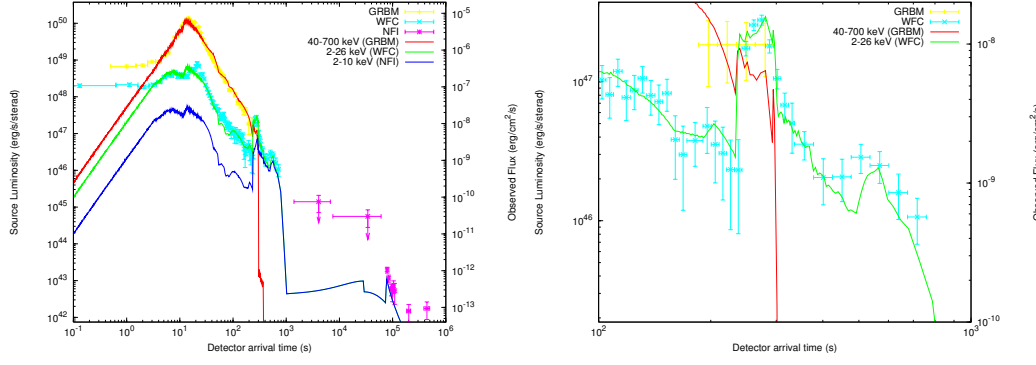 GRBM
WFC
NFI
40-700 keV (GRBM)
2-26 keV (WFC)
2-10 keV (NFI)
Source Luminosity (erg/s/sterad)
10^50
10^49
10^48
10^47
10^46
10^45
10^44
10^43
10^42
10^-5
10^-6
10^-7
10^-8
10^-9
10^-10
10^-11
10^-12
10^-13
Observed Flux (erg/cm^2/s)
10^-1 10^0 10^1 10^2 10^3 10^4 10^5 10^6
Detector arrival time (s)
GRBM
WFC
2-26 keV (WFC)
Source Luminosity (erg/s/sterad)
10^47
10^46
10^-8
10^-9
10^-10
Observed Flux (erg/cm^2/s)
10^2 10^3
Detector arrival time (s)